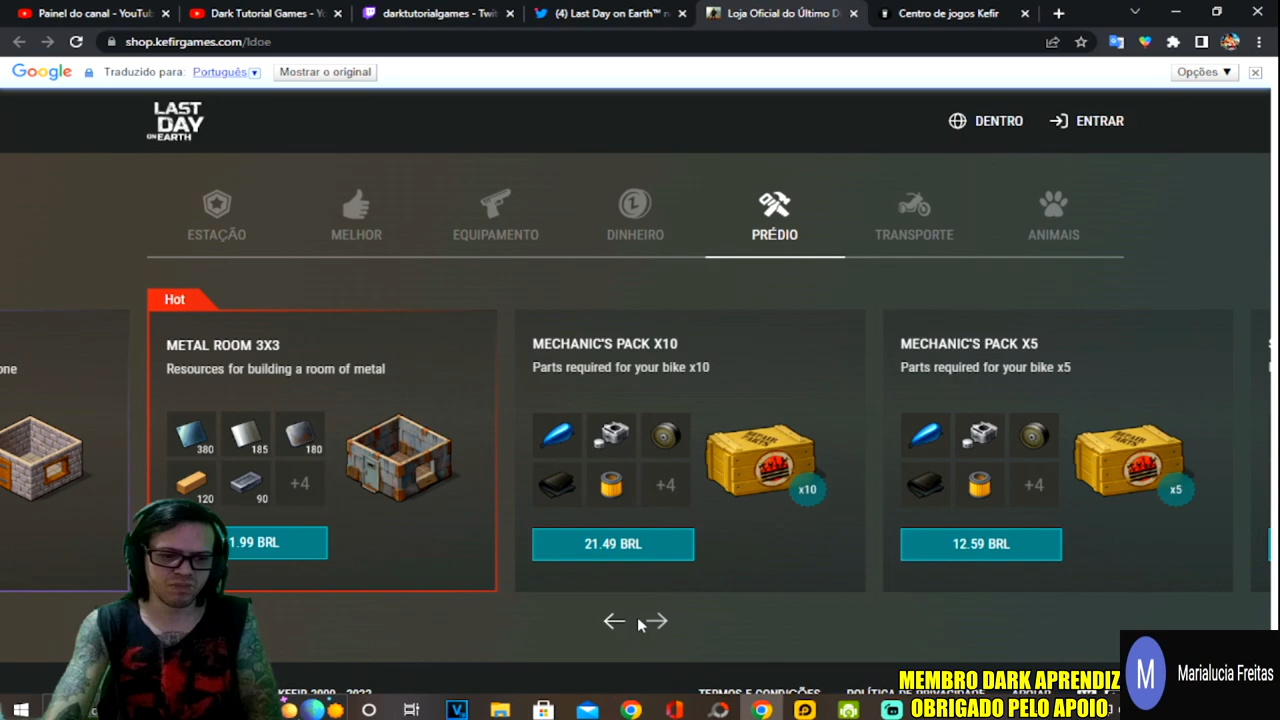 Painel do canal - YouTu
Dark Tutorial Games - Yo
darktutorialgames - Twit
(4) Last Day on Earth™ n
Loja Oficial do Último D
Centro de jogos Kefir
shop.kefirgames.com/ldoe
Google Traduzido para: Português Mostrar o original Opções
LAST
DAY
ON EARTH
DENTRO ENTRAR
ESTAÇÃO MELHOR EQUIPAMENTO DINHEIRO PRÉDIO TRANSPORTE ANIMAIS
Hot
METAL ROOM 3X3
Resources for building a room of metal
380 185 180
120 90 +4
1.99 BRL
MECHANIC'S PACK X10
Parts required for your bike x10
+4
x10
21.49 BRL
MECHANIC'S PACK X5
Parts required for your bike x5
+4
x5
12.59 BRL
one
TERMOS E CONDIÇÕES
MEMBRO DARK APRENDIZ
OBRIGADO PELO APOIO
M
Marialucia Freitas